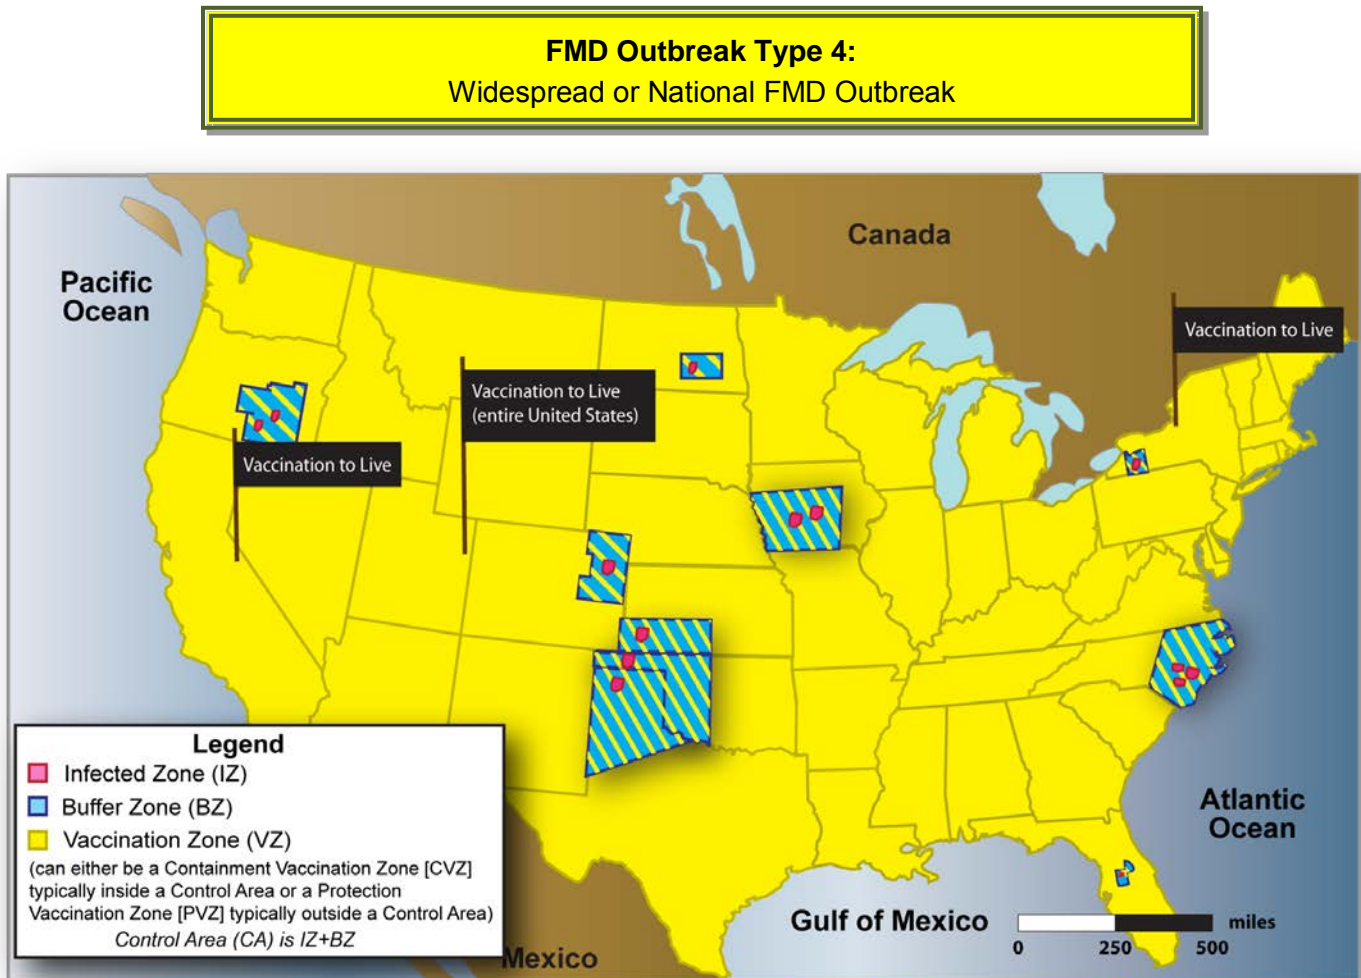 FMD Outbreak Type 4:
Widespread or National FMD Outbreak
Canada
Pacific
Ocean
Vaccination to Live
Vaccination to Live
(entire United States)
Vaccination to Live
Legend
Infected Zone (IZ)
Buffer Zone (BZ)
Vaccination Zone (VZ)
(can either be a Containment Vaccination Zone [CVZ]
typically inside a Control Area or a Protection
Vaccination Zone [PVZ] typically outside a Control Area)
Control Area (CA) is IZ+BZ
Atlantic
Ocean
Gulf of Mexico
miles
0 250 500
Mexico